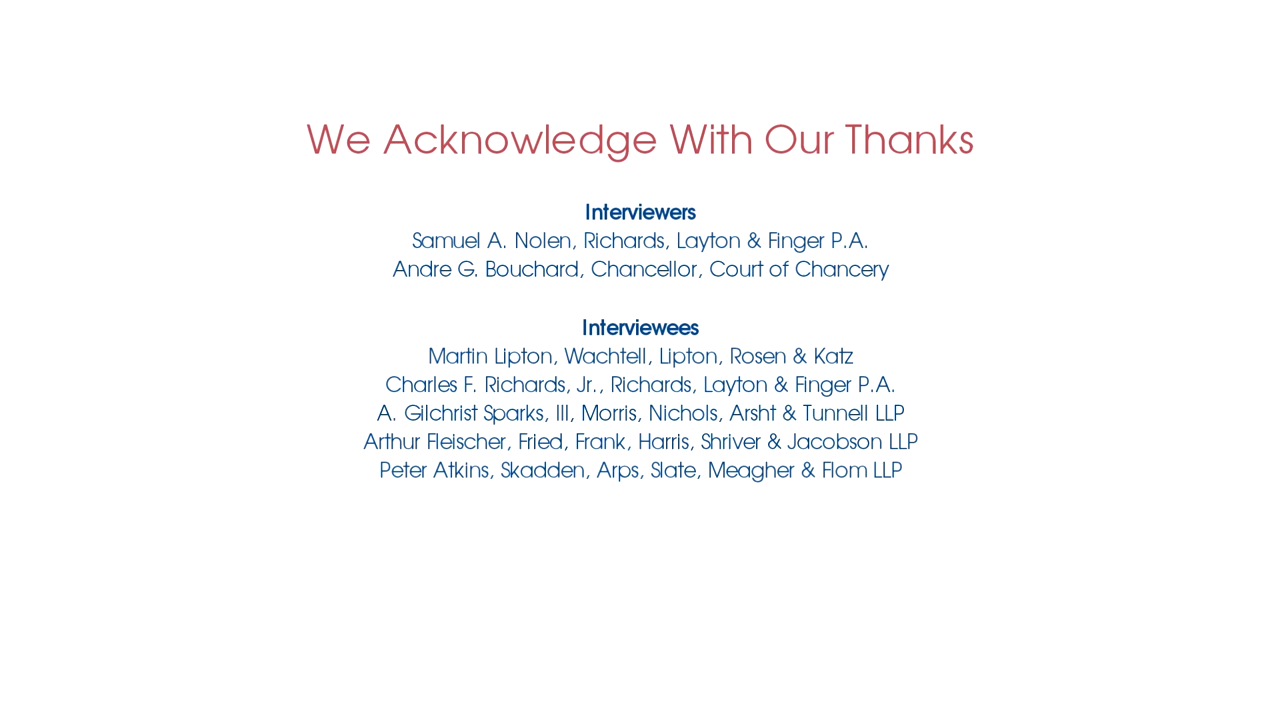 We Acknowledge With Our Thanks
Interviewers
Samuel A. Nolen, Richards, Layton & Finger P.A.
Andre G. Bouchard, Chancellor, Court of Chancery
Interviewees
Martin Lipton, Wachtell, Lipton, Rosen & Katz
Charles F. Richards, Jr., Richards, Layton & Finger P.A.
A. Gilchrist Sparks, III, Morris, Nichols, Arsht & Tunnell LLP
Arthur Fleischer, Fried, Frank, Harris, Shriver & Jacobson LLP
Peter Atkins, Skadden, Arps, Slate, Meagher & Flom LLP